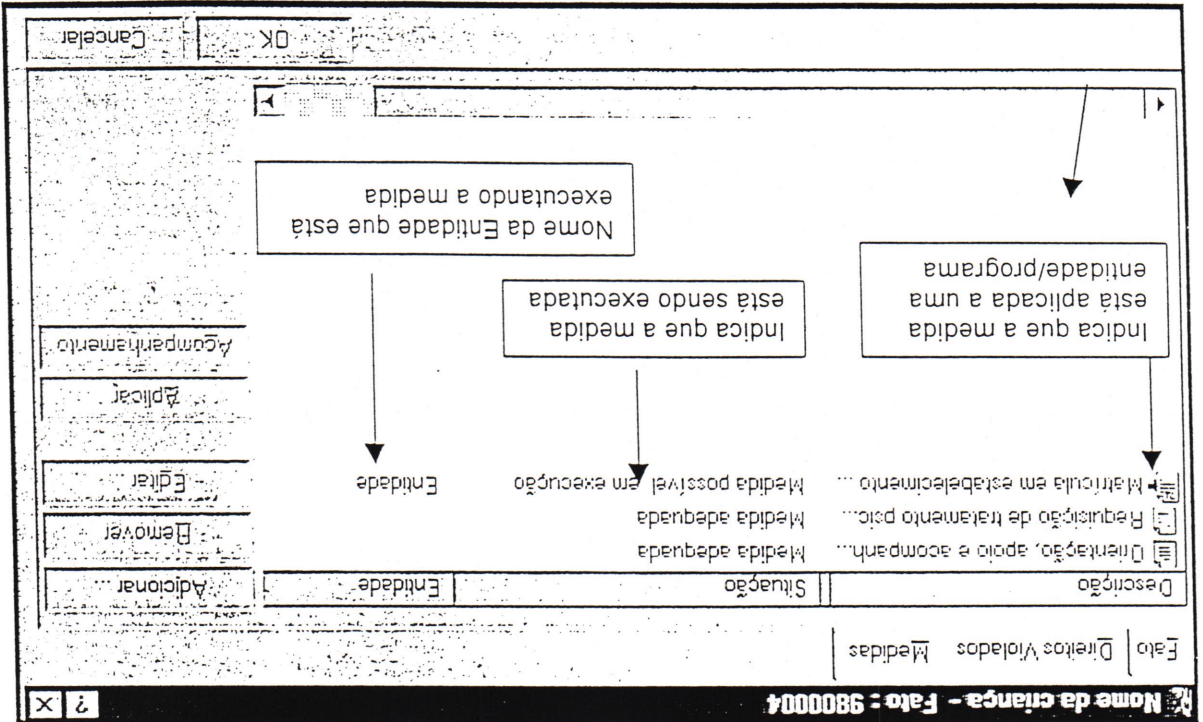 Nome da criança - Fato : 9800004
Fato Direitos Violados Medidas
Descrição Situação Entidade
Orientação, apoio e acompanh... Medida adequada
Requisição de tratamento psic... Medida adequada
Matrícula em estabelecimento ... Medida possível em execução Entidade
Adicionar ...
Remover
Editar
Aplicar
Acompanhamento
Indica que a medida
está aplicada a uma
entidade/programa
Indica que a medida
está sendo executada
Nome da Entidade que está
executando a medida
OK Cancelar